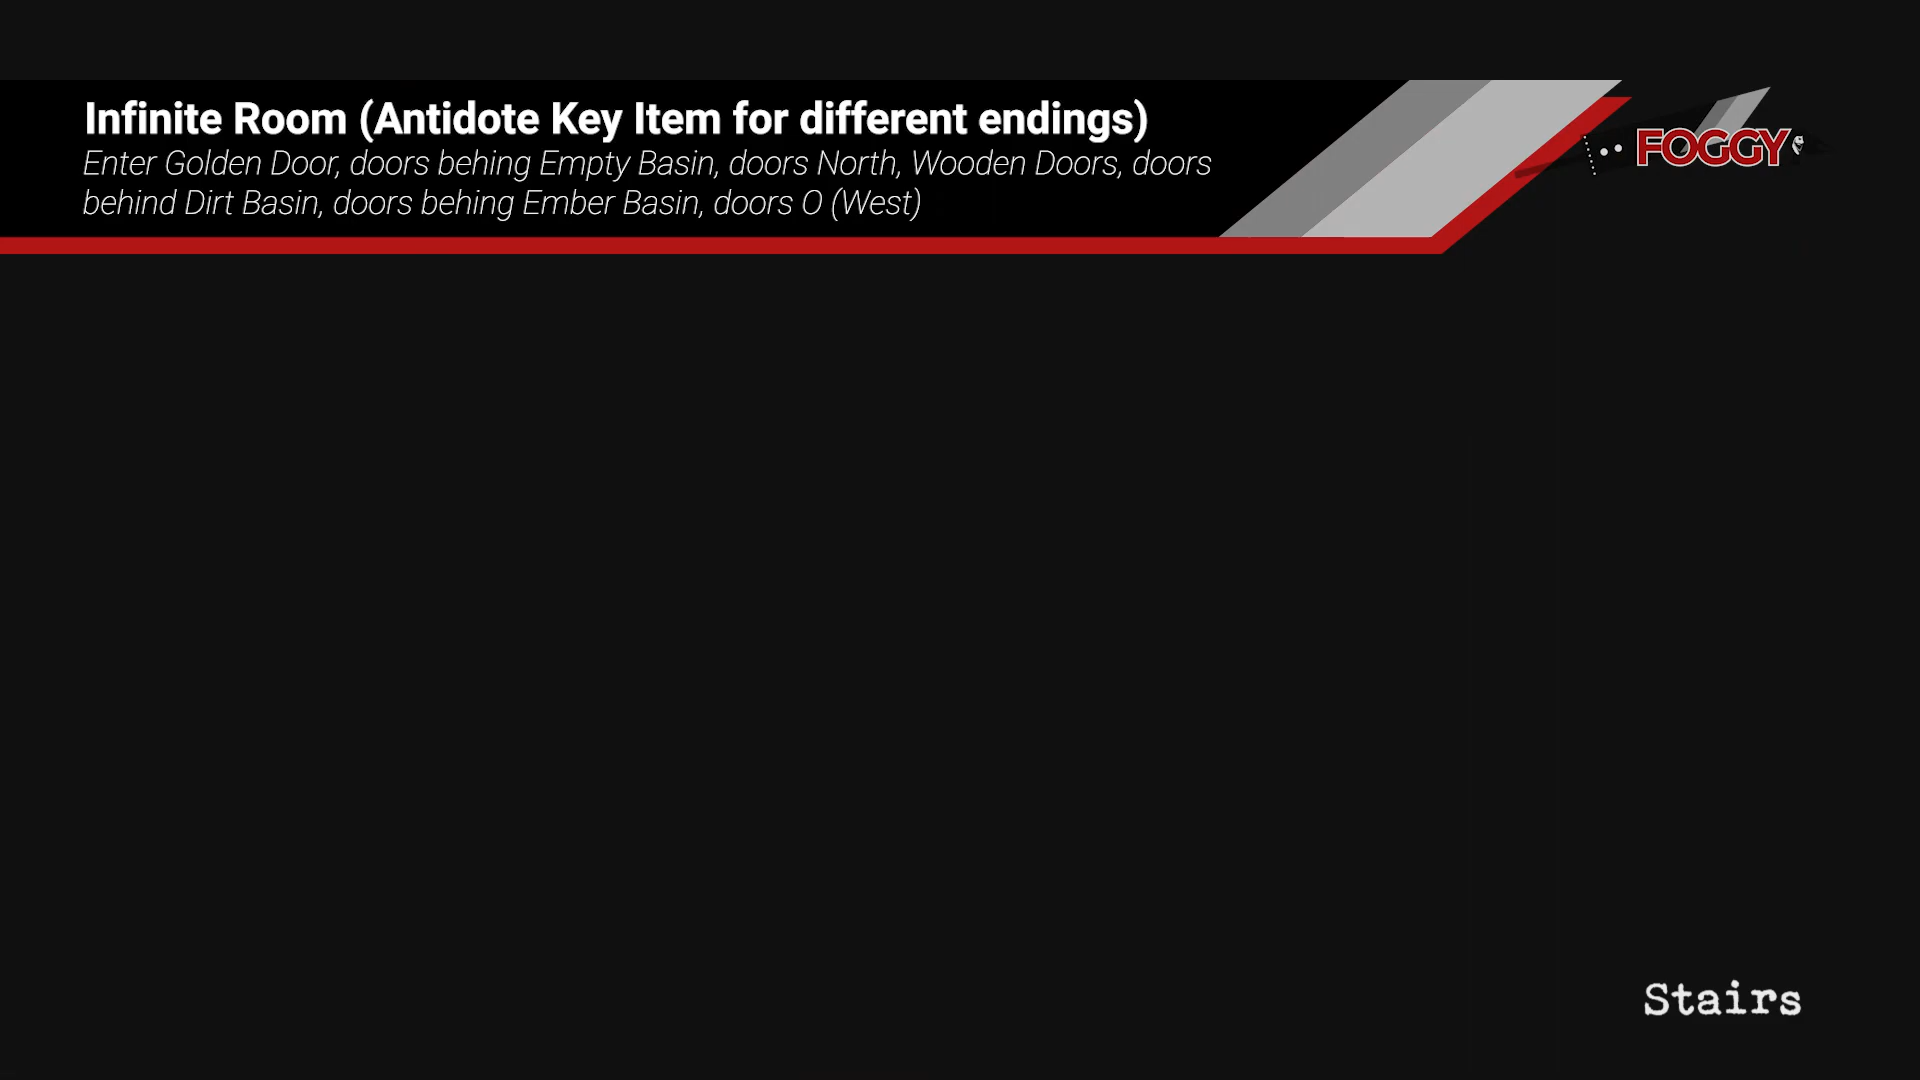 Infinite Room (Antidote Key Item for different endings)
Enter Golden Door, doors behing Empty Basin, doors North, Wooden Doors, doors
behind Dirt Basin, doors behing Ember Basin, doors O (West)
FOGGY
Stairs